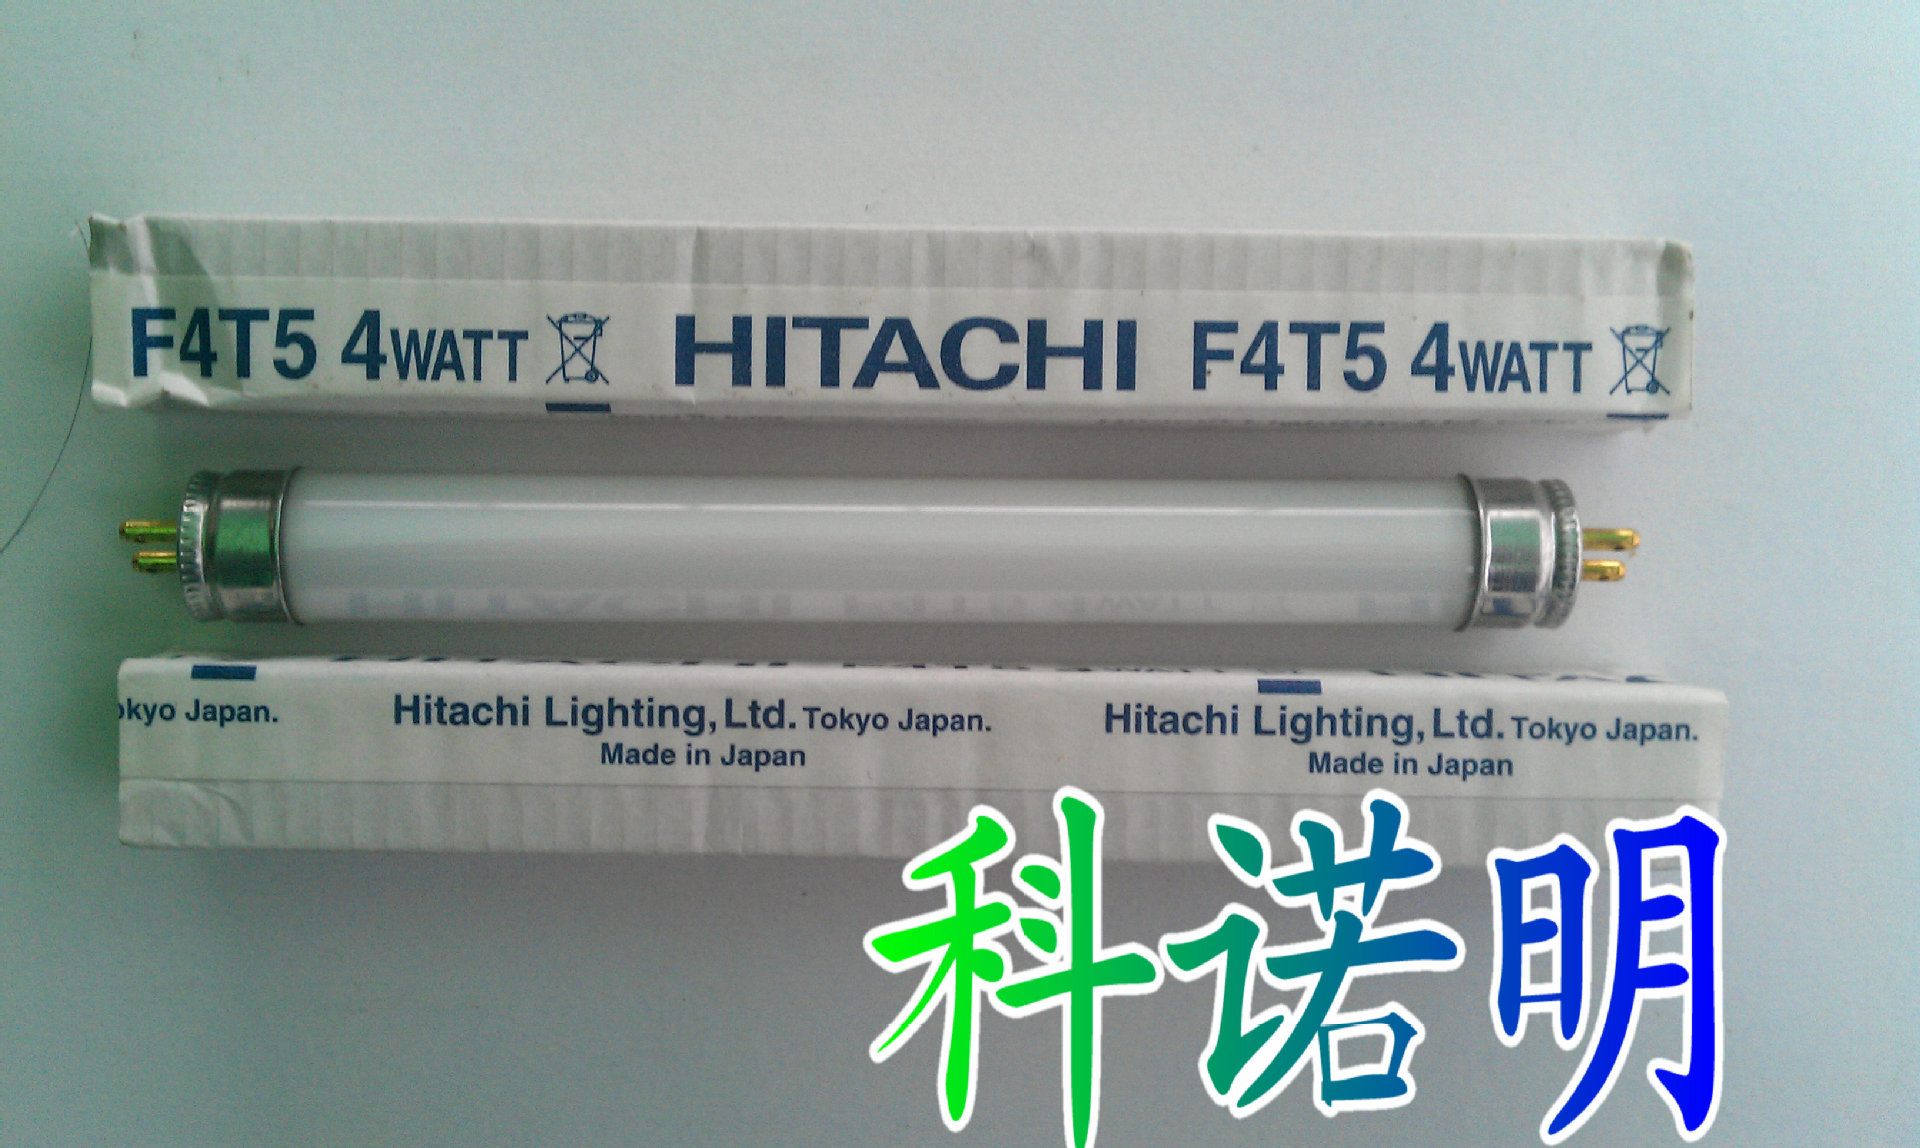 F4T5 4WATT HITACHI F4T5 4WATT
okyo Japan. Hitachi Lighting, Ltd. Tokyo Japan. Hitachi Lighting, Ltd. Tokyo Japan.
Made in Japan Made in Japan
科诺明